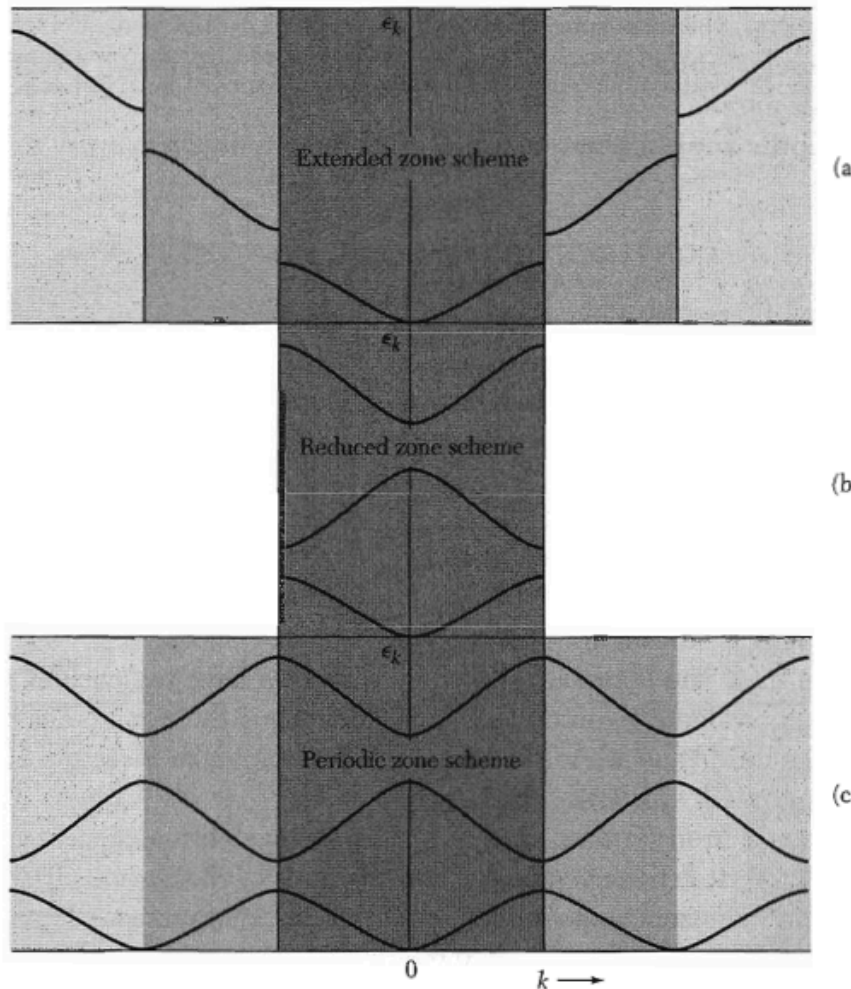 ϵₖ
Extended zone scheme
(a
ϵₖ
Reduced zone scheme
(b
ϵₖ
Periodic zone scheme
(c
0
k